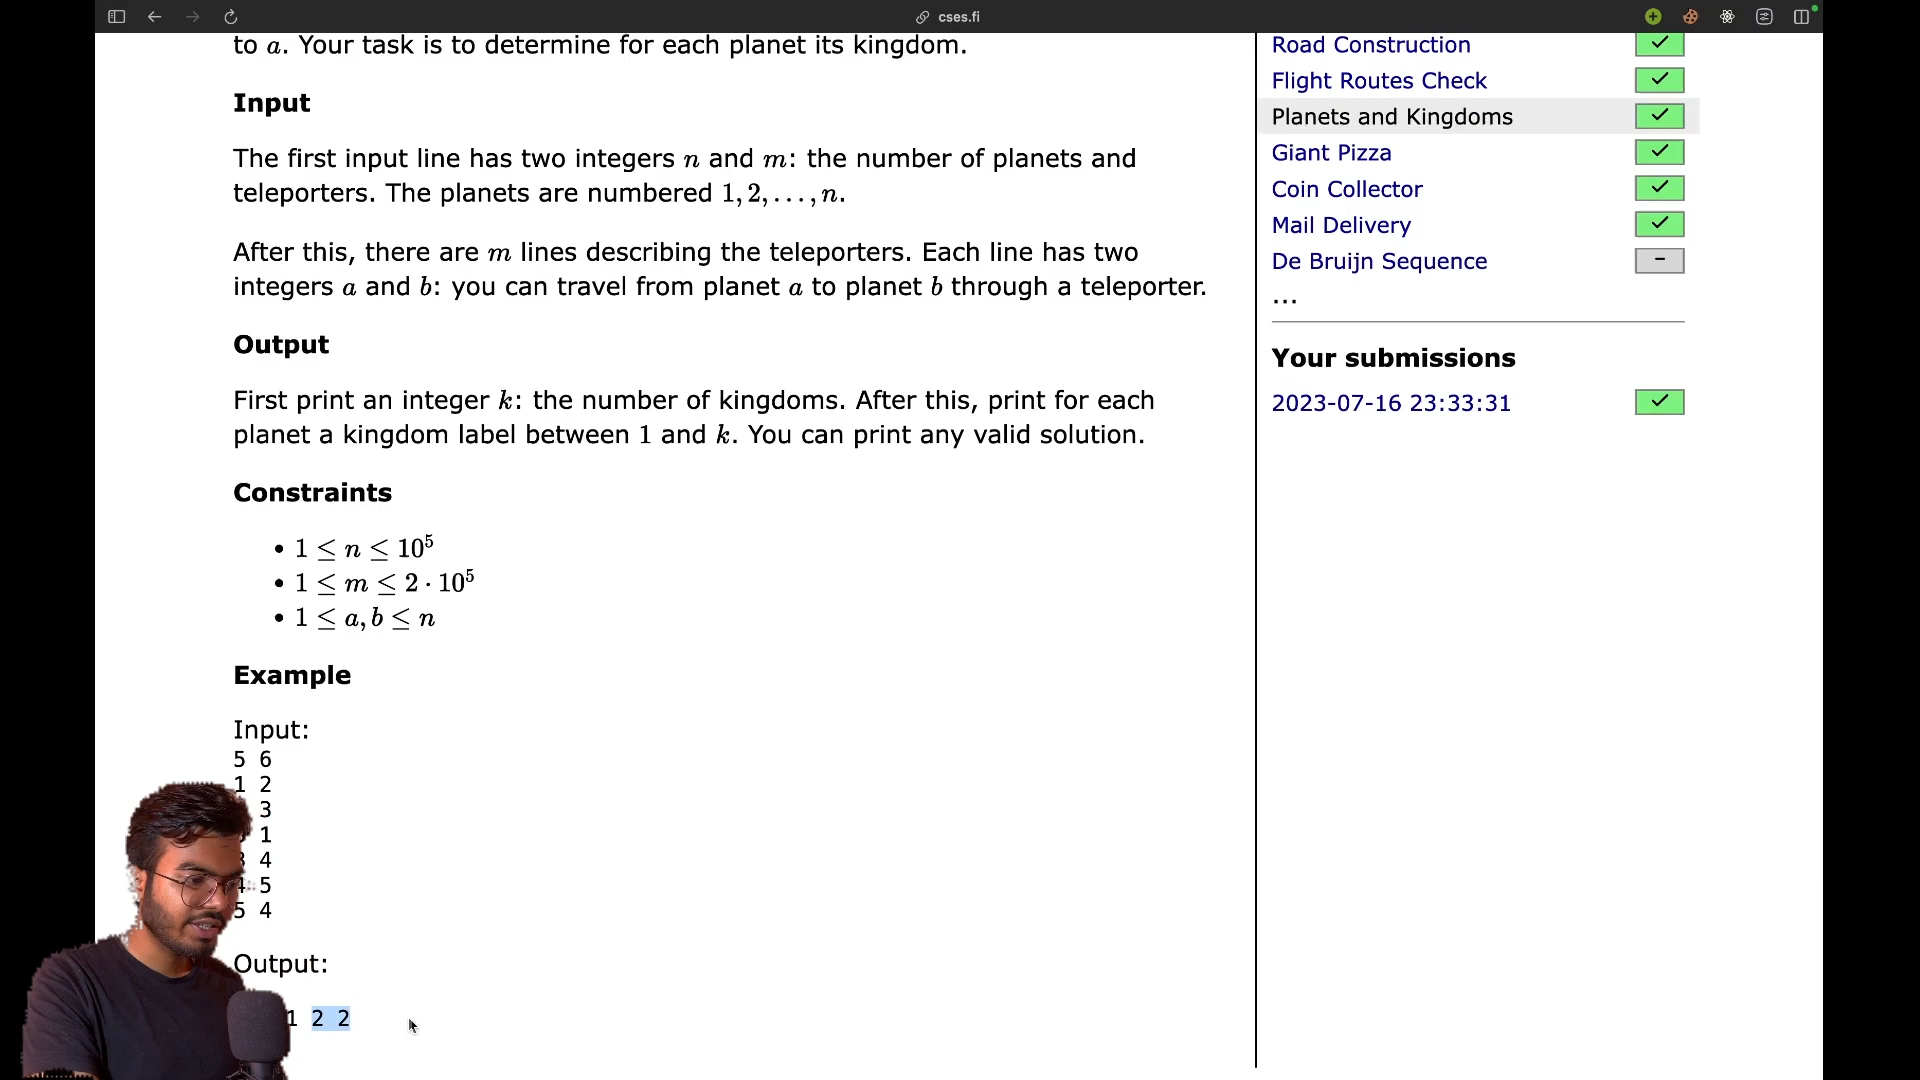 cses.fi
to a. Your task is to determine for each planet its kingdom.
Input
The first input line has two integers n and m: the number of planets and
teleporters. The planets are numbered 1, 2, . . . , n.
After this, there are m lines describing the teleporters. Each line has two
integers a and b: you can travel from planet a to planet b through a teleporter.
Output
First print an integer k: the number of kingdoms. After this, print for each
planet a kingdom label between 1 and k. You can print any valid solution.
Constraints
• 1 ≤ n ≤ 10⁵
• 1 ≤ m ≤ 2 · 10⁵
• 1 ≤ a, b ≤ n
Example
Input:
5 6
1 2
3
1
4
4 5
5 4
Output:
1 2 2
Road Construction
Flight Routes Check
Planets and Kingdoms
Giant Pizza
Coin Collector
Mail Delivery
De Bruijn Sequence
...
Your submissions
2023-07-16 23:33:31